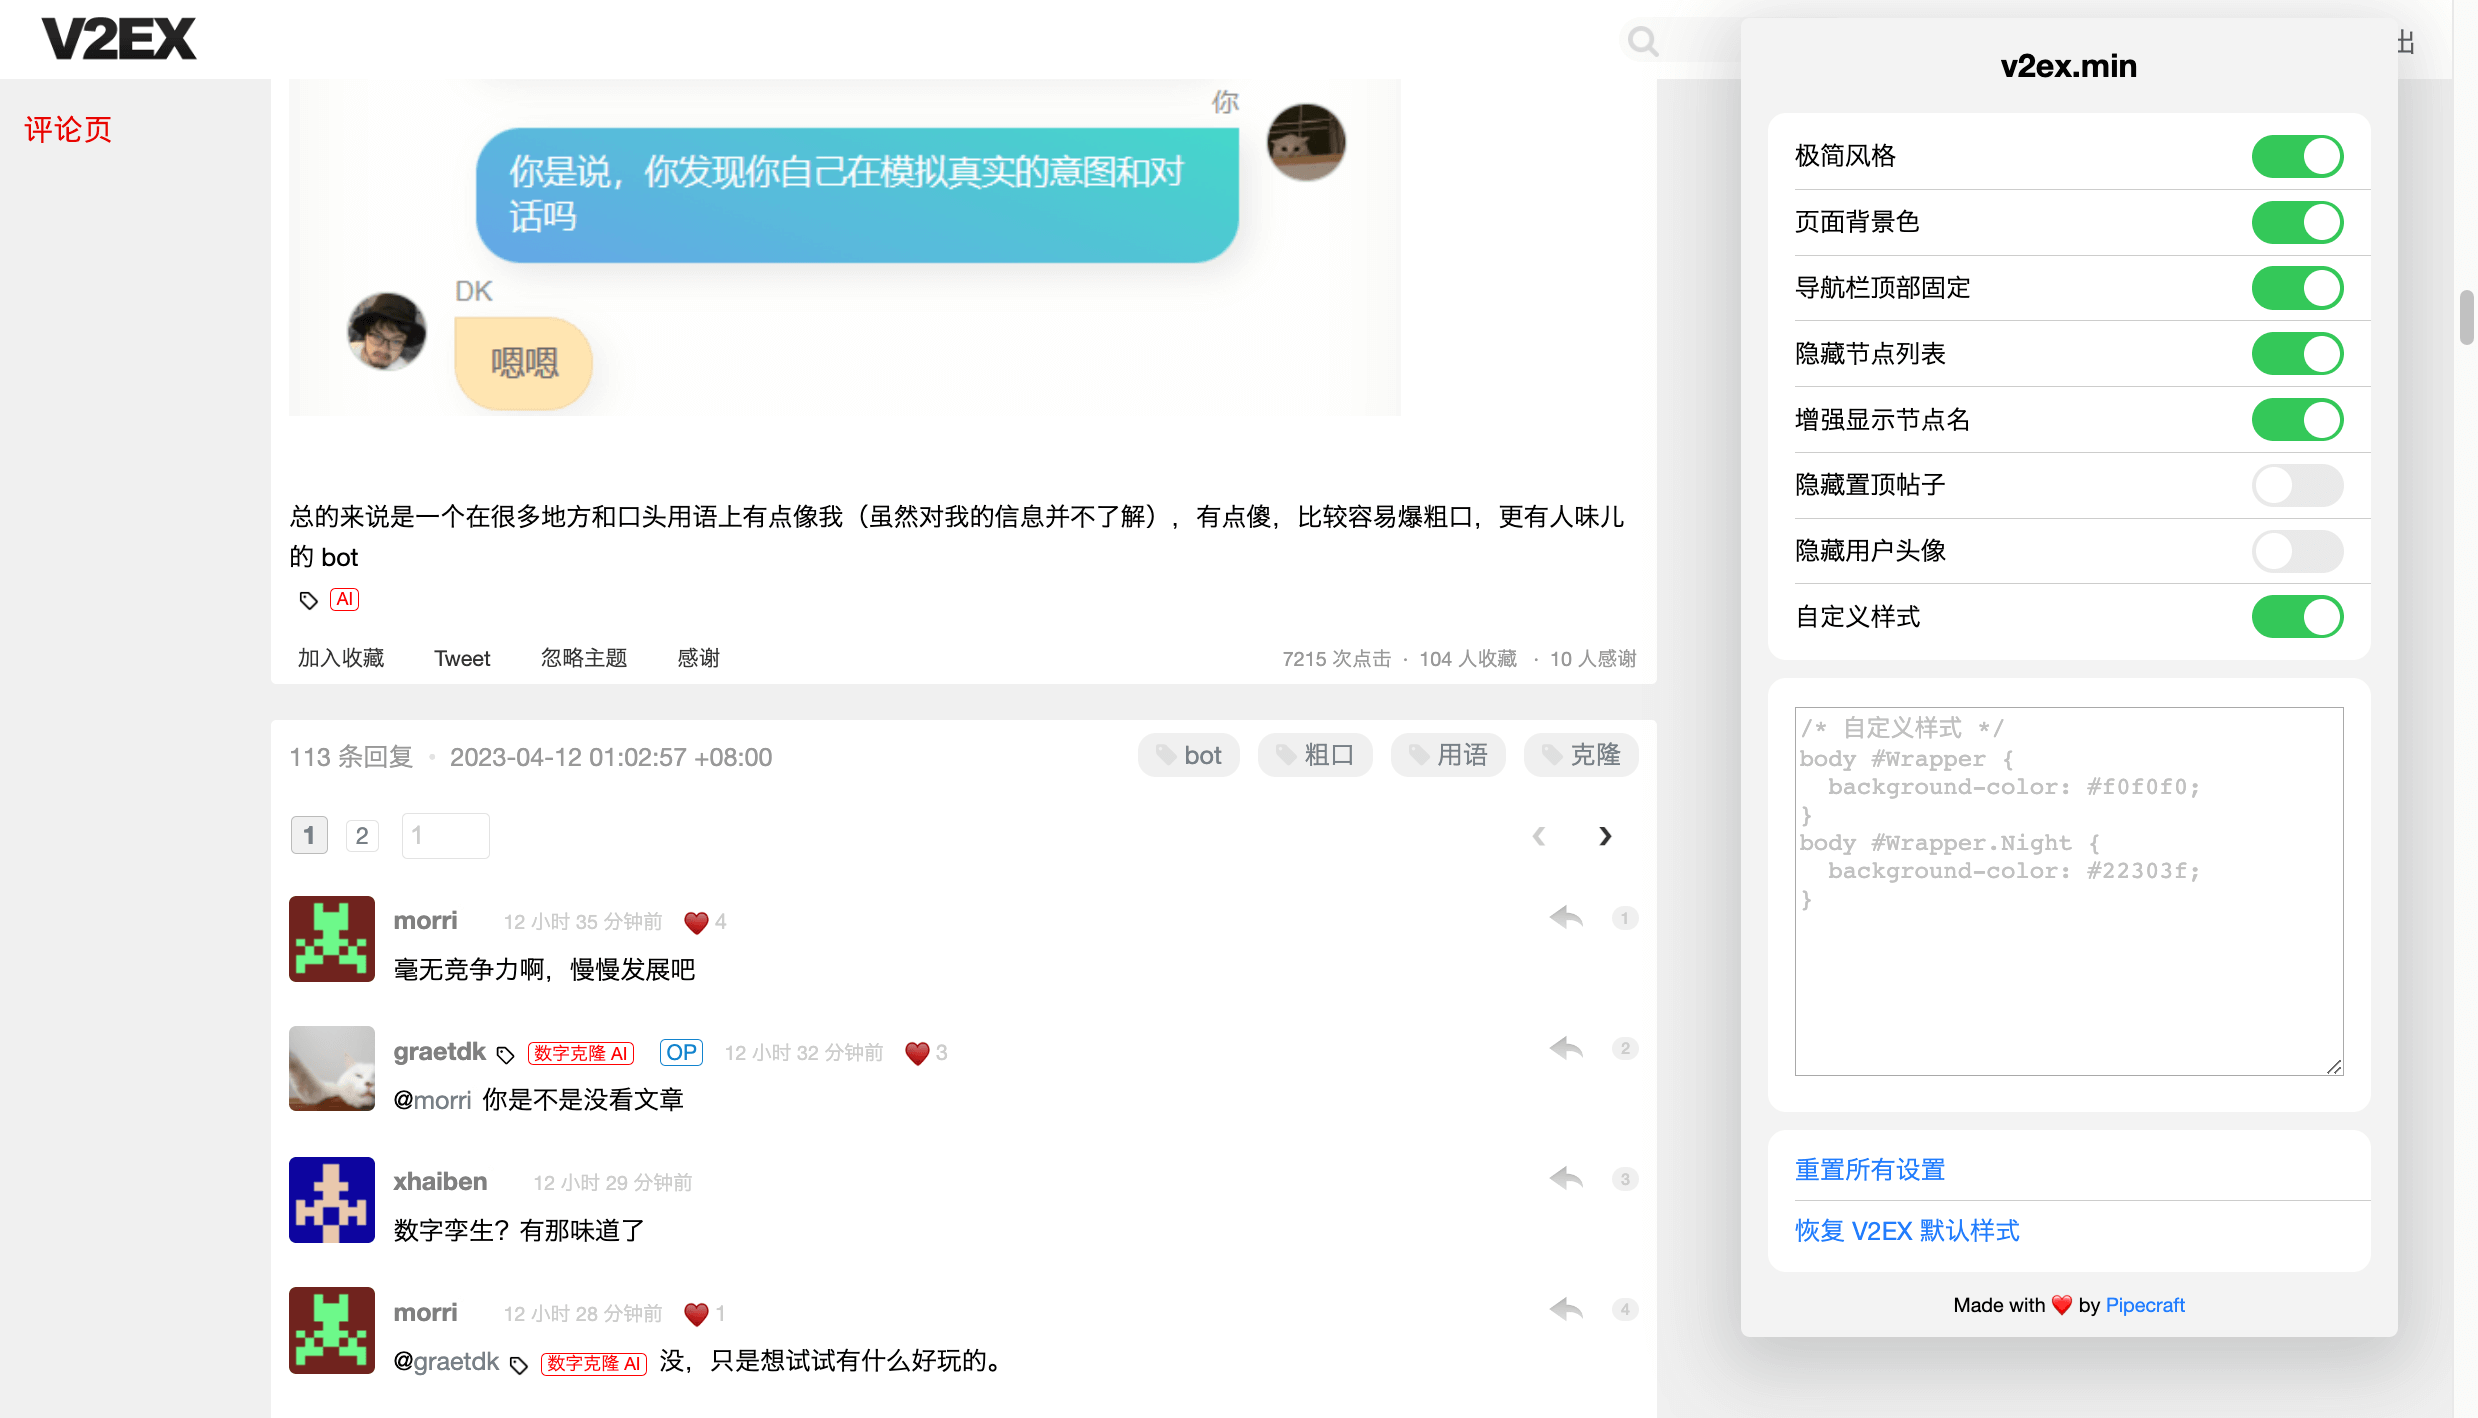 V2EX
出
评论页
你
你是说，你发现你自己在模拟真实的意图和对
话吗
DK
嗯嗯
总的来说是一个在很多地方和口头用语上有点像我（虽然对我的信息并不了解），有点傻，比较容易爆粗口，更有人味儿
的 bot
AI
加入收藏 Tweet 忽略主题 感谢 7215 次点击 · 104 人收藏 · 10 人感谢
113 条回复 • 2023-04-12 01:02:57 +08:00 bot 粗口 用语 克隆
1 2 1 ❮ ❯
morri 12 小时 35 分钟前 ❤️ 4 1
毫无竞争力啊，慢慢发展吧
graetdk 数字克隆 AI OP 12 小时 32 分钟前 ❤️ 3 2
@morri 你是不是没看文章
xhaiben 12 小时 29 分钟前 3
数字孪生？有那味道了
morri 12 小时 28 分钟前 ❤️ 1 4
@graetdk 数字克隆 AI 没，只是想试试有什么好玩的。
v2ex.min
极简风格
页面背景色
导航栏顶部固定
隐藏节点列表
增强显示节点名
隐藏置顶帖子
隐藏用户头像
自定义样式
/* 自定义样式 */
body #Wrapper {
  background-color: #f0f0f0;
}
body #Wrapper.Night {
  background-color: #22303f;
}
重置所有设置
恢复 V2EX 默认样式
Made with ❤️ by Pipecraft